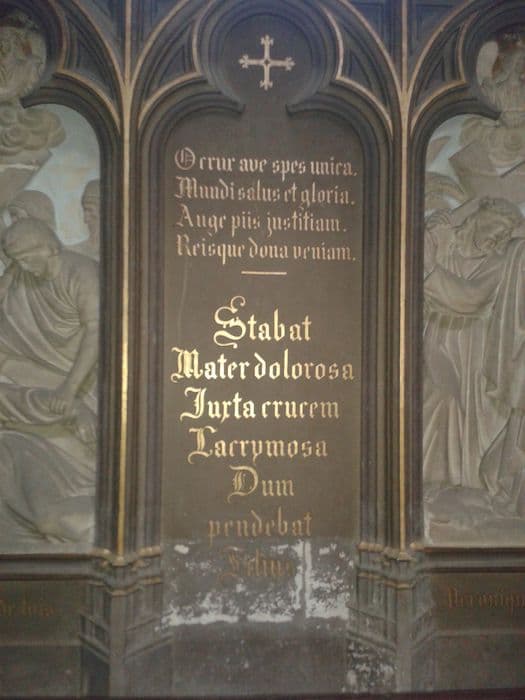 O crux ave spes unica.
Mundi salus et gloria.
Auge piis justitiam.
Reisque dona veniam.
Stabat
Mater dolorosa
Juxta crucem
Lacrymosa
Dum
pendebat
Filius